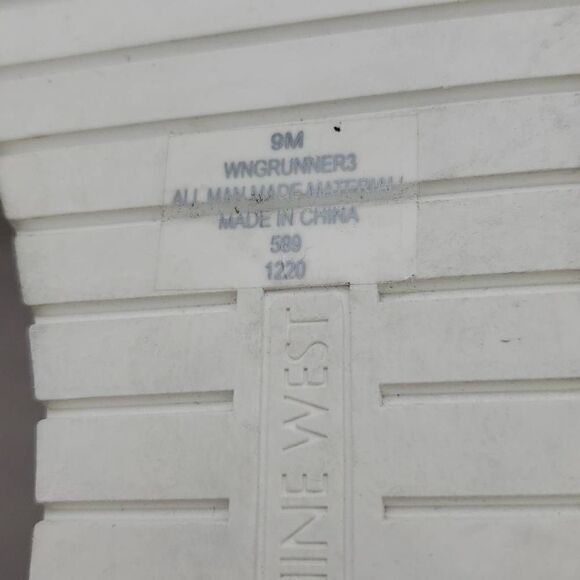 9M
WNGRUNNER3
ALL MAN MADE MATERIAL
MADE IN CHINA
589
1220
NINE WEST